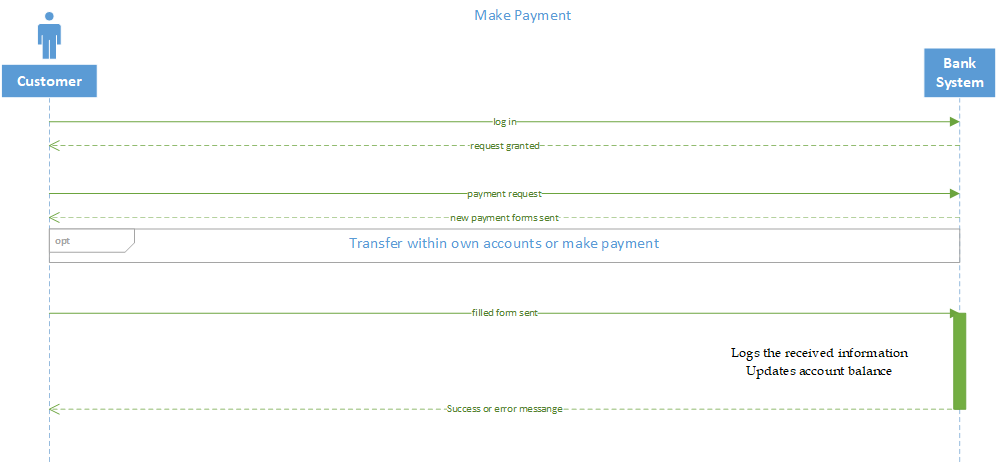 Make Payment
Customer
Bank
System
log in
request granted
payment request
new payment forms sent
opt
Transfer within own accounts or make payment
filled form sent
Logs the received information
Updates account balance
Success or error message